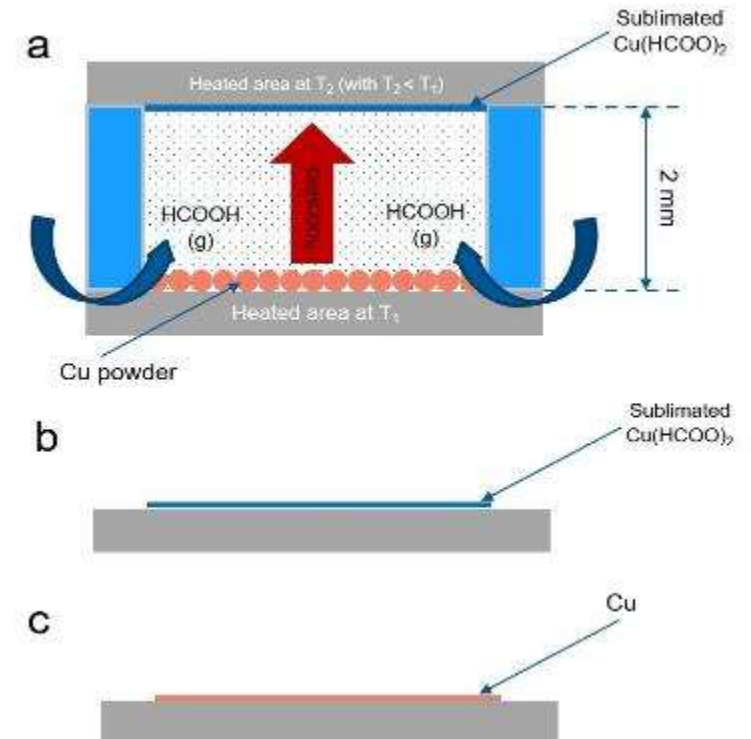 a
Sublimated
Cu(HCOO)₂
Heated area at T₂ (with T₂ < T₁)
HCOOH
(g)
HCOOH
(g)
2 mm
Heated area at T₁
Cu powder
b
Sublimated
Cu(HCOO)₂
c
Cu